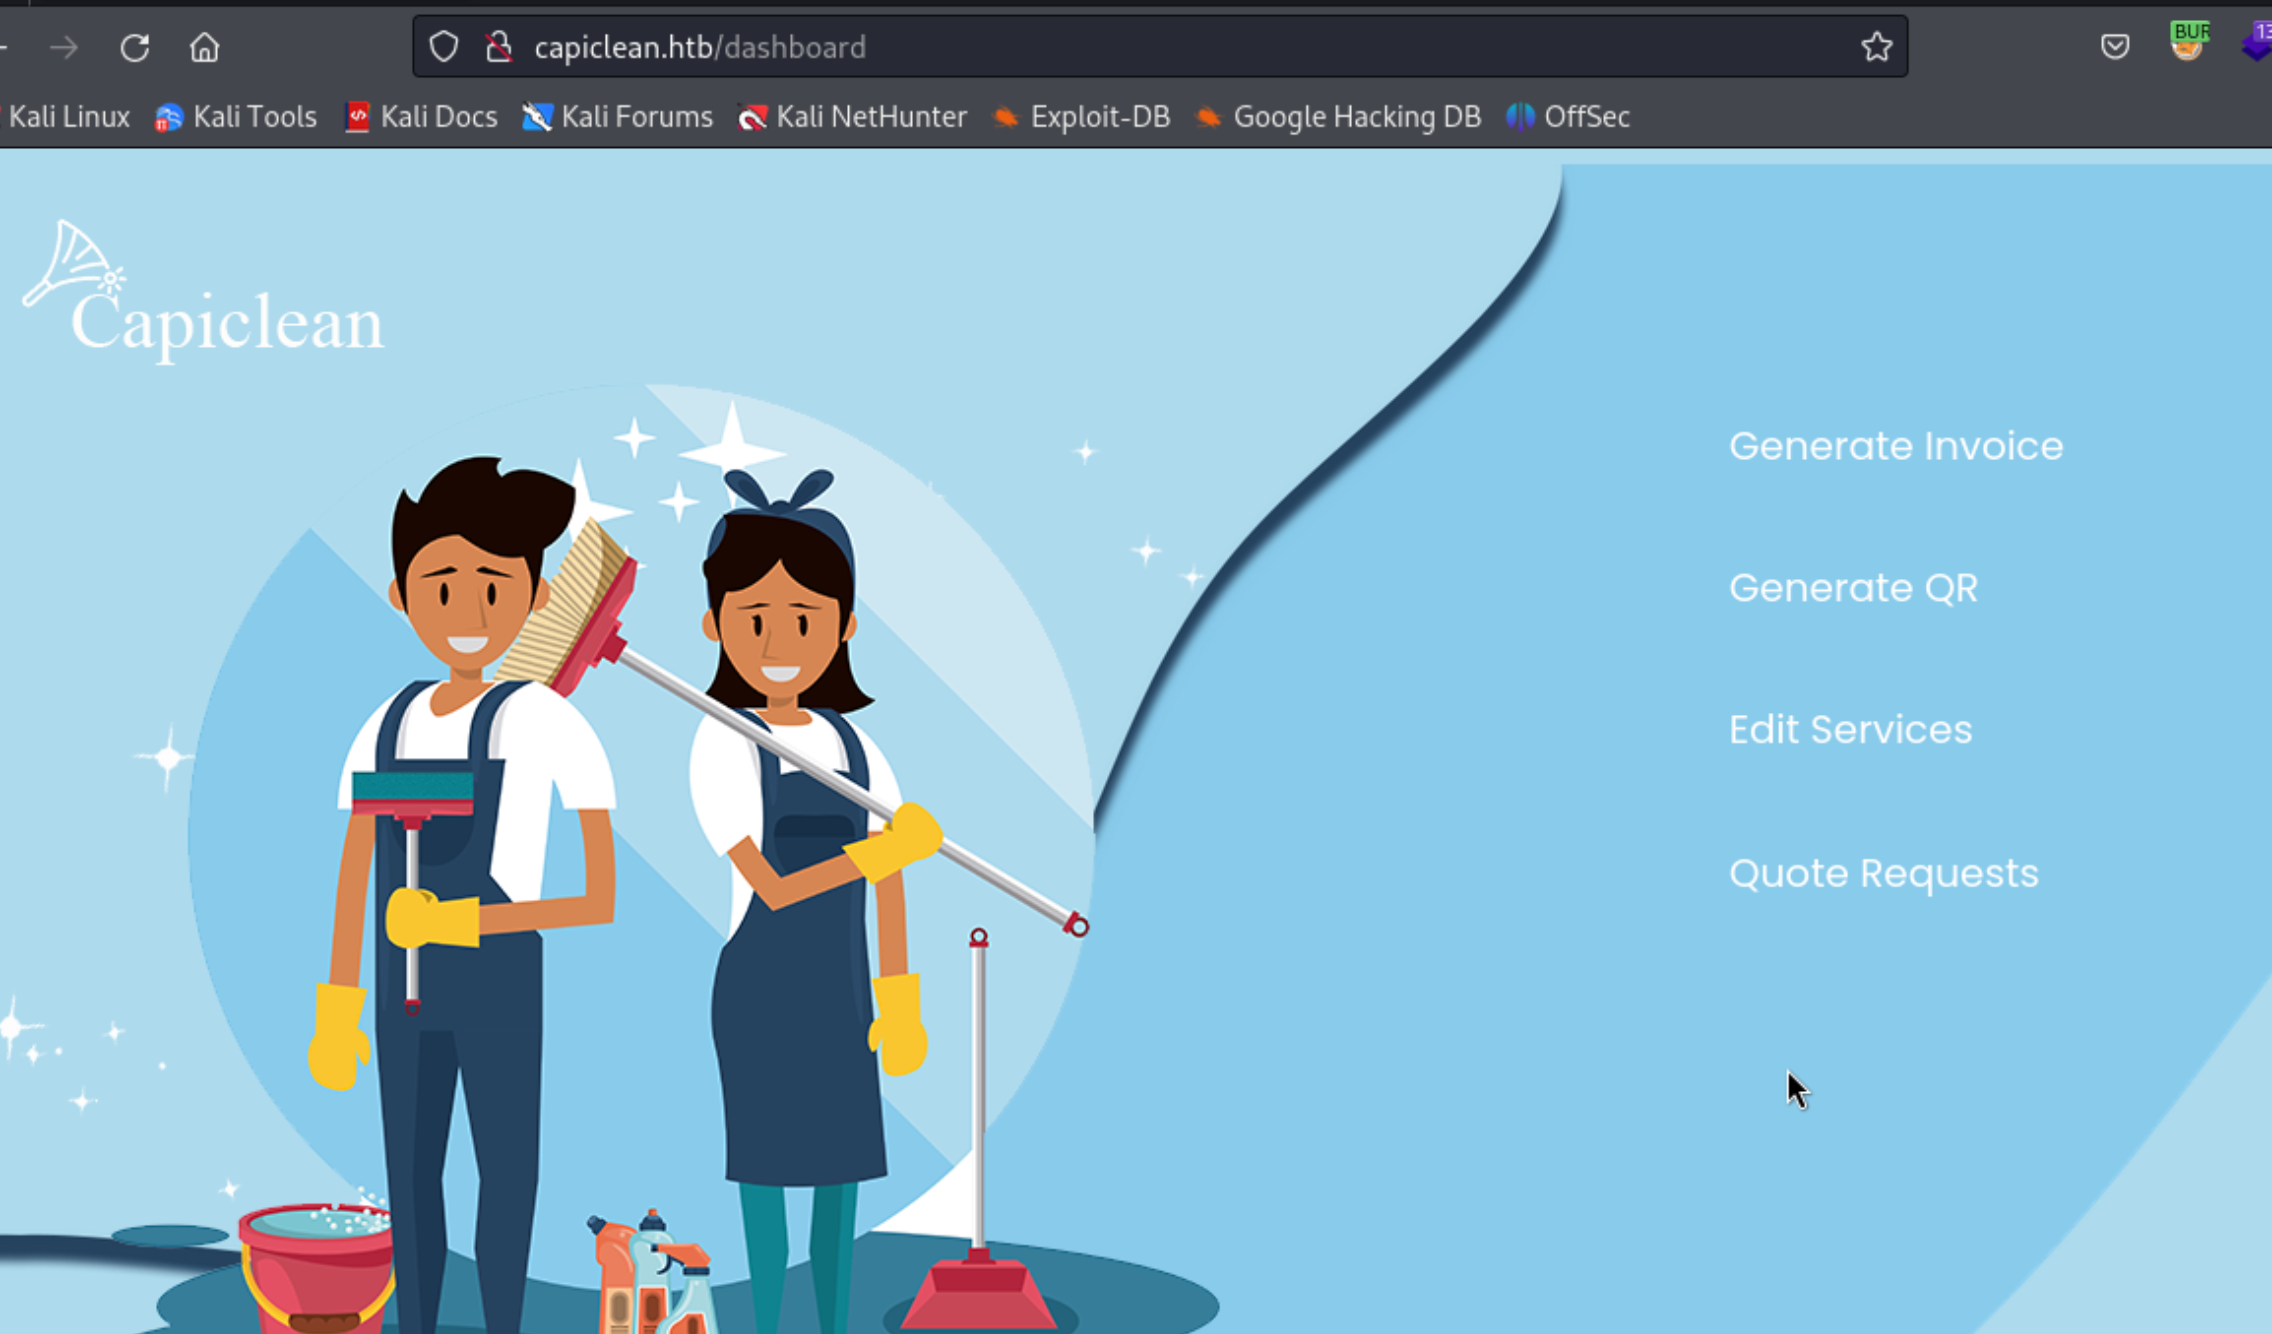 capiclean.htb/dashboard
BUR
13
Kali Linux Kali Tools Kali Docs Kali Forums Kali NetHunter Exploit-DB Google Hacking DB OffSec
Capiclean
Generate Invoice
Generate QR
Edit Services
Quote Requests